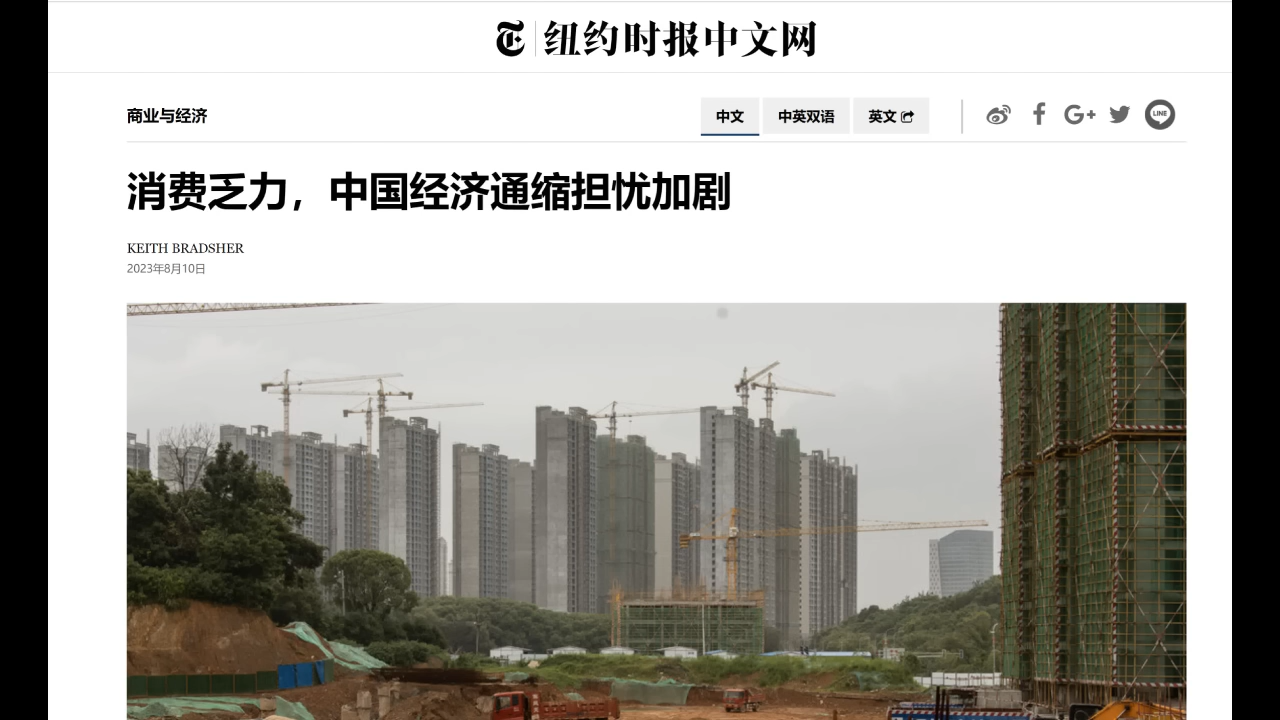 纽约时报中文网
商业与经济
中文 中英双语 英文
LINE
消费乏力，中国经济通缩担忧加剧
KEITH BRADSHER
2023年8月10日